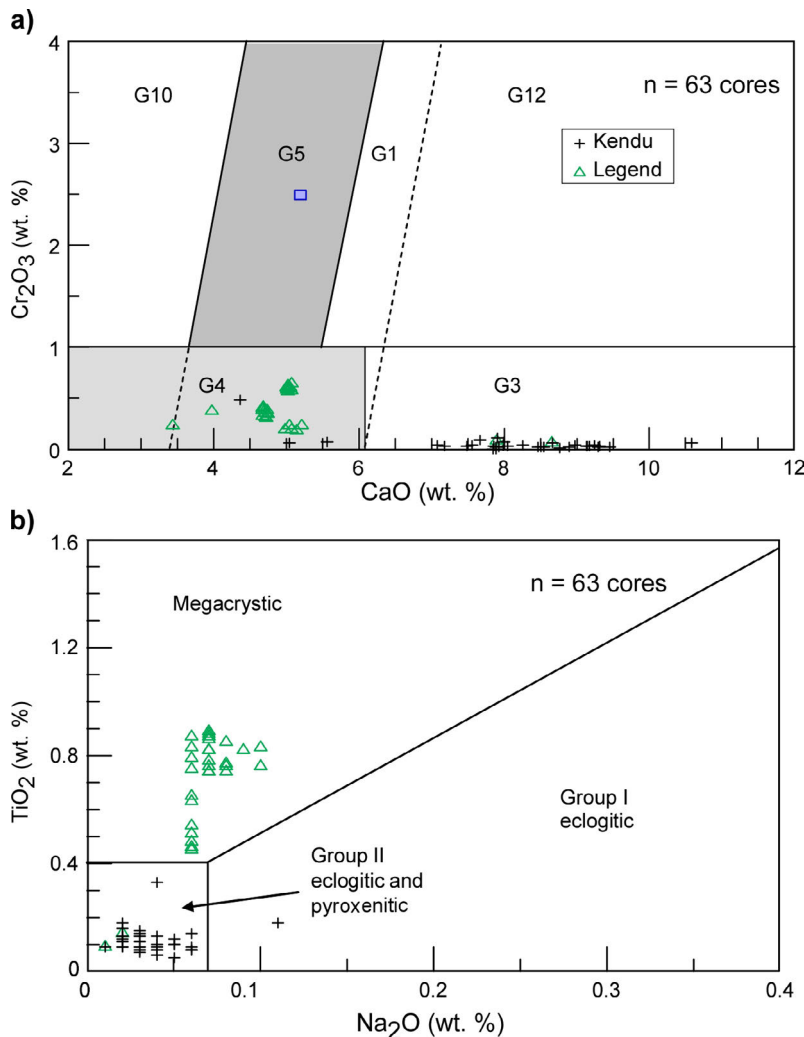 a)
4
G10
G12
n = 63 cores
3
Kendu
Legend
G5
G1
Cr₂O₃ (wt. %)
2
1
G4
G3
0
2
4
6
8
10
12
CaO (wt. %)
b)
1.6
n = 63 cores
Megacrystic
1.2
TiO₂ (wt. %)
0.8
Group I
eclogitic
0.4
Group II
eclogitic and
pyroxenitic
0
0
0.1
0.2
0.3
0.4
Na₂O (wt. %)